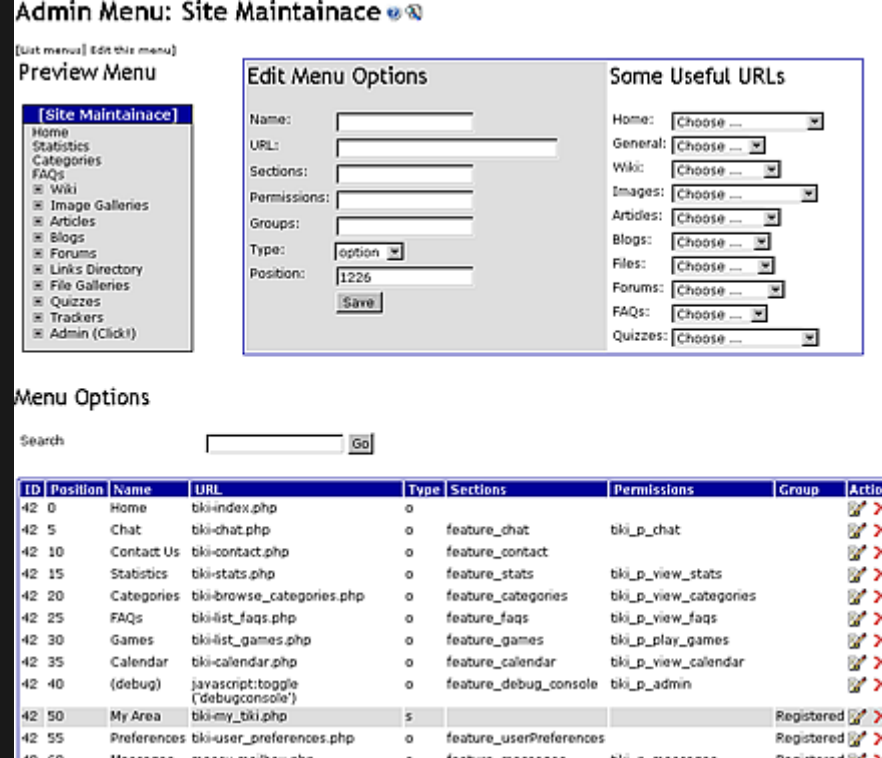 Admin Menu: Site Maintainace
[List menus| Edit this menu]
Preview Menu
[Site Maintainace]
Home
Statistics
Categories
FAQs
Wiki
Image Galleries
Articles
Blogs
Forums
Links Directory
File Galleries
Quizzes
Trackers
Admin (Click!)
Edit Menu Options
Name:
URL:
Sections:
Permissions:
Groups:
Type: option
Position: 1226
Save
Some Useful URLs
Home: Choose ...
General: Choose ...
Wiki: Choose ...
Images: Choose ...
Articles: Choose ...
Blogs: Choose ...
Files: Choose ...
Forums: Choose ...
FAQs: Choose ...
Quizzes: Choose ...
Menu Options
Search Go
ID Position Name URL Type Sections Permissions Group Actio
42 0 Home tiki-index.php o
42 5 Chat tiki-chat.php o feature_chat tiki_p_chat
42 10 Contact Us tiki-contact.php o feature_contact
42 15 Statistics tiki-stats.php o feature_stats tiki_p_view_stats
42 20 Categories tiki-browse_categories.php o feature_categories tiki_p_view_categories
42 25 FAQs tiki-list_faqs.php o feature_faqs tiki_p_view_faqs
42 30 Games tiki-list_games.php o feature_games tiki_p_play_games
42 35 Calendar tiki-calendar.php o feature_calendar tiki_p_view_calendar
42 40 (debug) javascript:toggle o feature_debug_console tiki_p_admin
('debugconsole')
42 50 My Area tiki-my_tiki.php s Registered
42 55 Preferences tiki-user_preferences.php o feature_userPreferences Registered